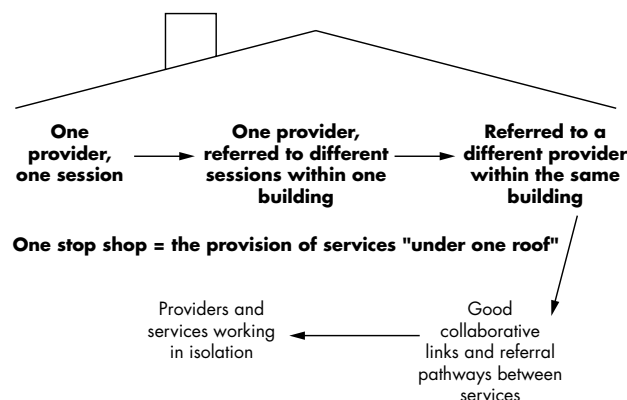 One
provider,
one session
One provider,
referred to different
sessions within one
building
Referred to a
different provider
within the same
building
One stop shop = the provision of services "under one roof"
Providers and
services working
in isolation
Good
collaborative
links and referral
pathways between
services